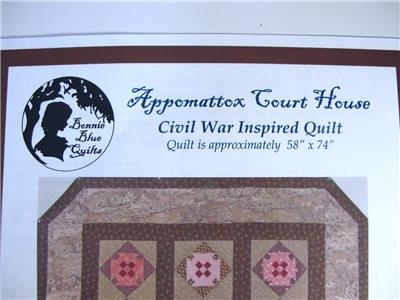 Appomattox Court House
Civil War Inspired Quilt
Quilt is approximately 58" x 74"
Bonnie
Blue
Quilts